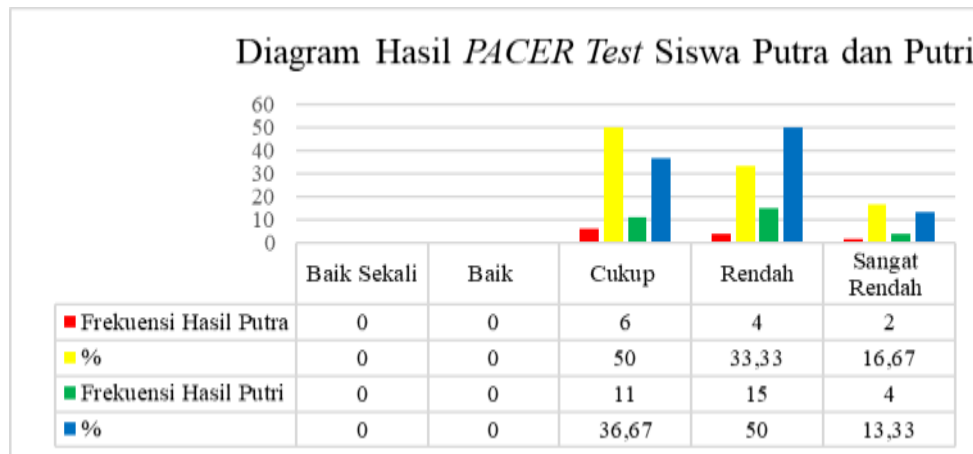 Diagram Hasil PACER Test Siswa Putra dan Putri
60
50
40
30
20
10
0
Baik Sekali Baik Cukup Rendah Sangat Rendah
Frekuensi Hasil Putra 0 0 6 4 2
% 0 0 50 33,33 16,67
Frekuensi Hasil Putri 0 0 11 15 4
% 0 0 36,67 50 13,33